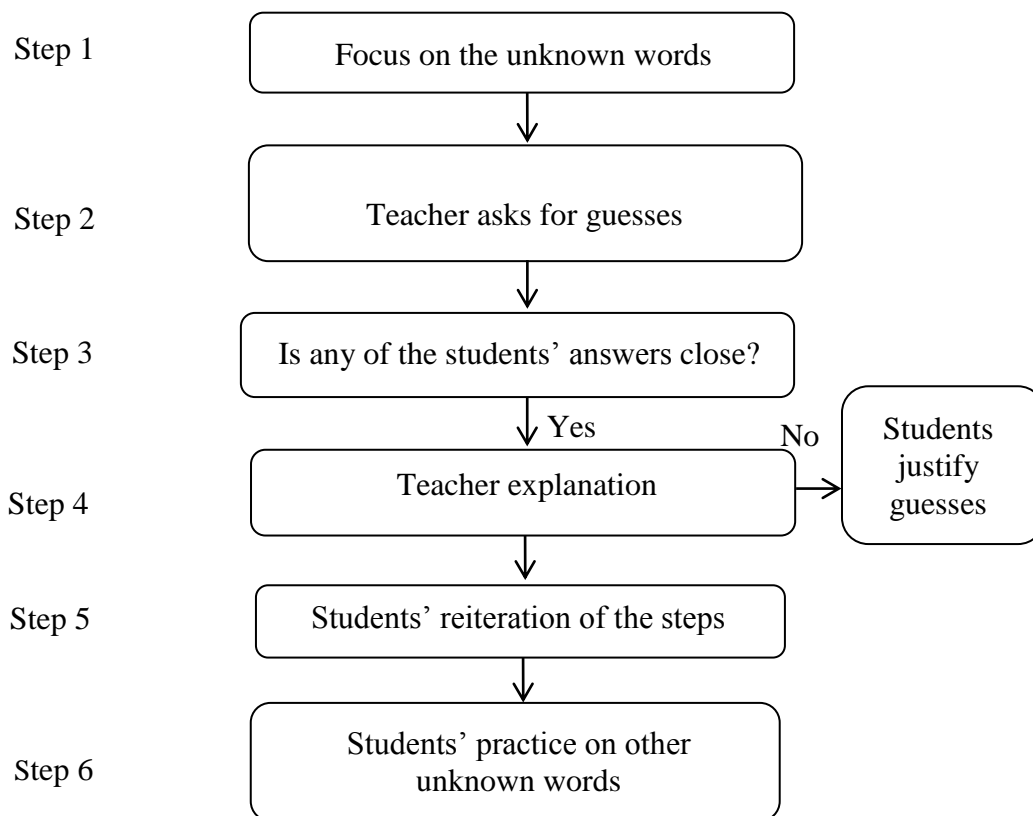 Step 1
Focus on the unknown words
Step 2
Teacher asks for guesses
Step 3
Is any of the students’ answers close?
Yes
No
Step 4
Teacher explanation
Students
justify
guesses
Step 5
Students’ reiteration of the steps
Step 6
Students’ practice on other
unknown words